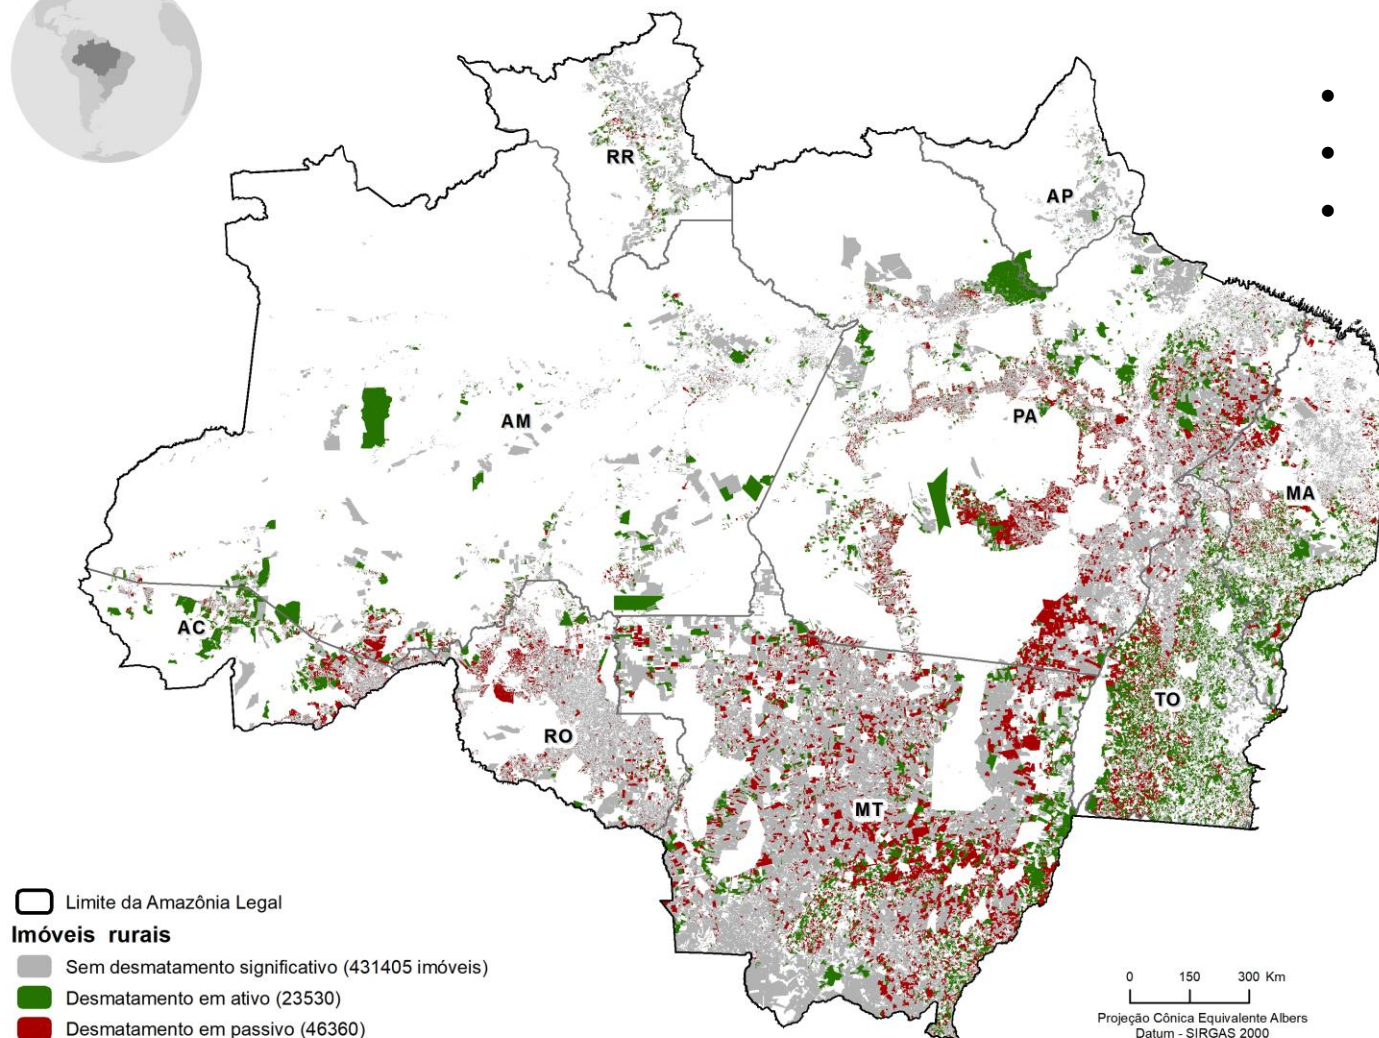 RR
AP
AM
PA
MA
AC
TO
RO
MT
Limite da Amazônia Legal
Imóveis rurais
Sem desmatamento significativo (431405 imóveis)
Desmatamento em ativo (23530)
Desmatamento em passivo (46360)
0 150 300 Km
Projeção Cônica Equivalente Albers
Datum - SIRGAS 2000